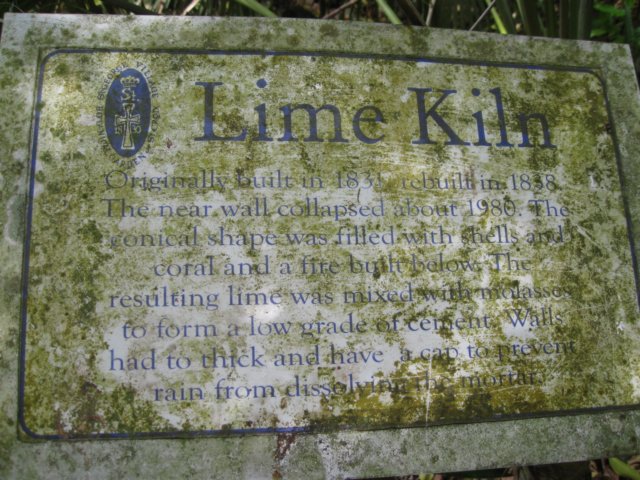 Lime Kiln
Originally built in 1831, rebuilt in 1838.
The near wall collapsed about 1980. The
conical shape was filled with shells and
coral and a fire built below. The
resulting lime was mixed with molasses
to form a low grade of cement. Walls
had to thick and have a cap to prevent
rain from dissolving the mortar.